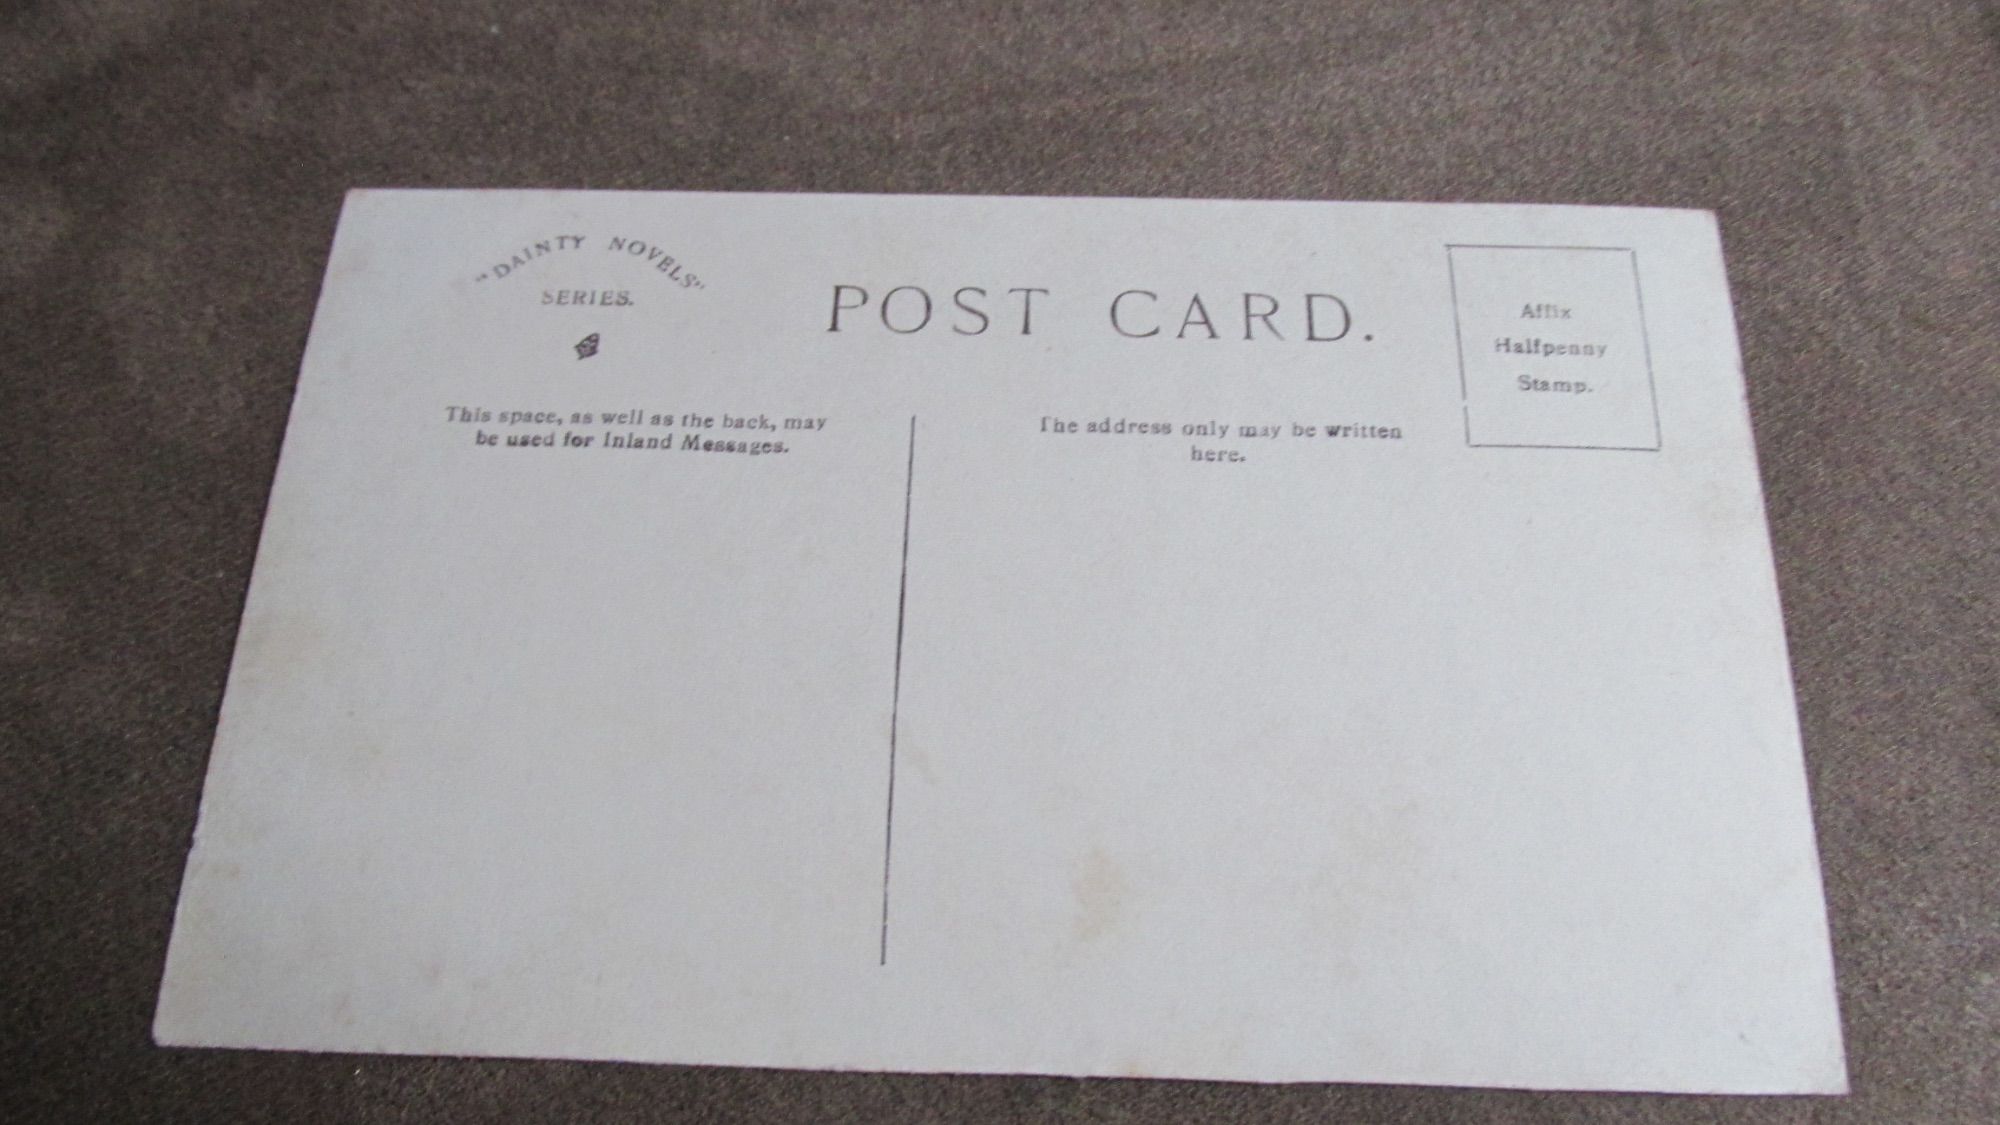 "DAINTY NOVELS"
SERIES.
POST CARD.
Affix
Halfpenny
Stamp.
This space, as well as the back, may
be used for Inland Messages.
The address only may be written
here.